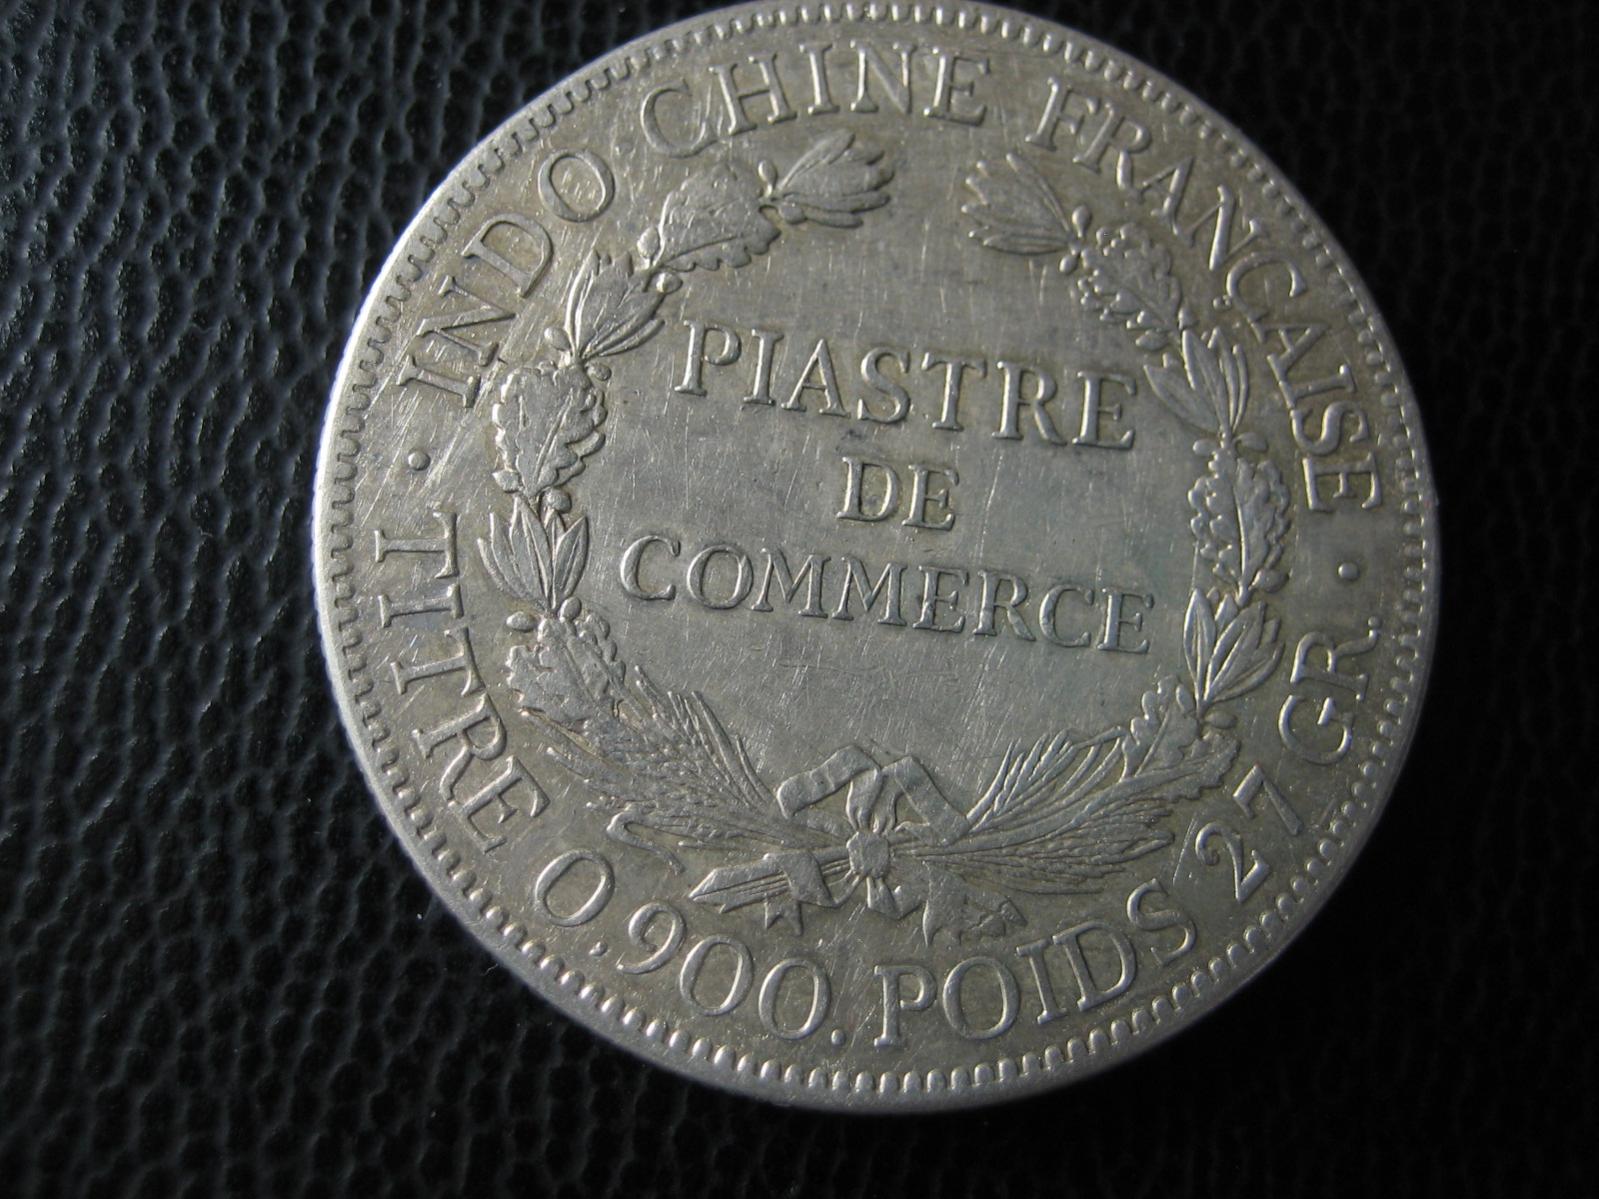 INDO-CHINE FRANÇAISE
PIASTRE
DE
COMMERCE
TITRE 0.900. POIDS 27 GR.